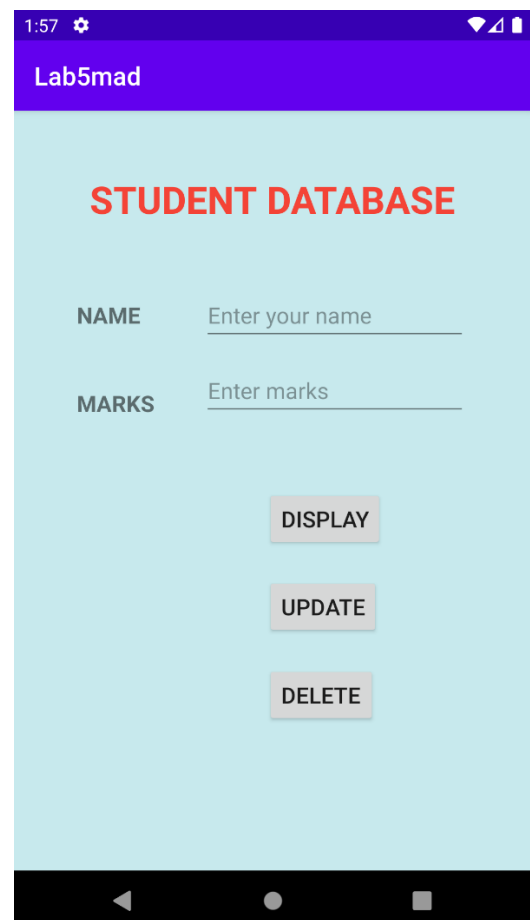 1:57
Lab5mad
STUDENT DATABASE
NAME Enter your name
MARKS Enter marks
DISPLAY
UPDATE
DELETE